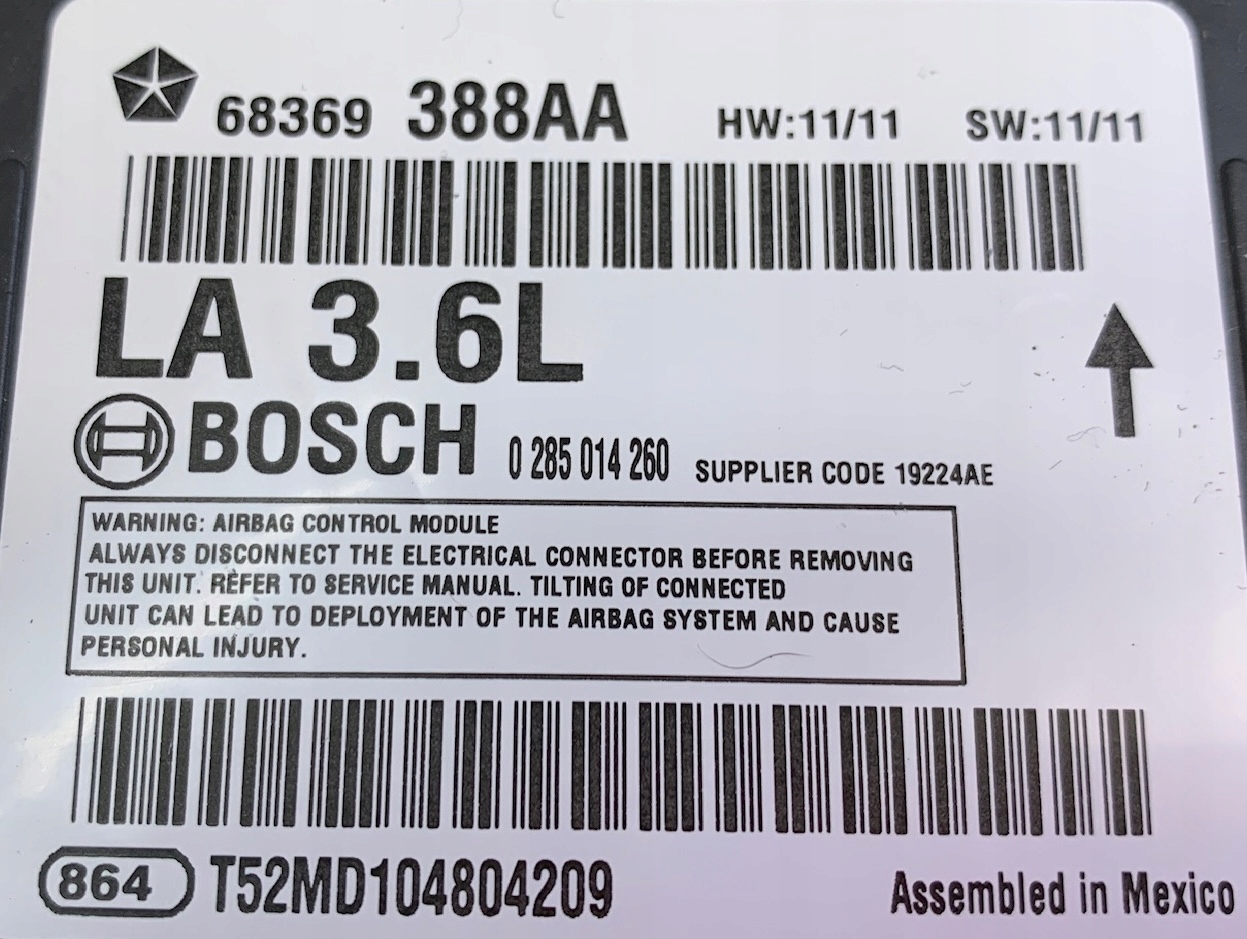 68369 388AA HW:11/11 SW:11/11
LA 3.6L
BOSCH 0 285 014 260 SUPPLIER CODE 19224AE
WARNING: AIRBAG CONTROL MODULE
ALWAYS DISCONNECT THE ELECTRICAL CONNECTOR BEFORE REMOVING
THIS UNIT. REFER TO SERVICE MANUAL. TILTING OF CONNECTED
UNIT CAN LEAD TO DEPLOYMENT OF THE AIRBAG SYSTEM AND CAUSE
PERSONAL INJURY.
864 T52MD104804209 Assembled in Mexico